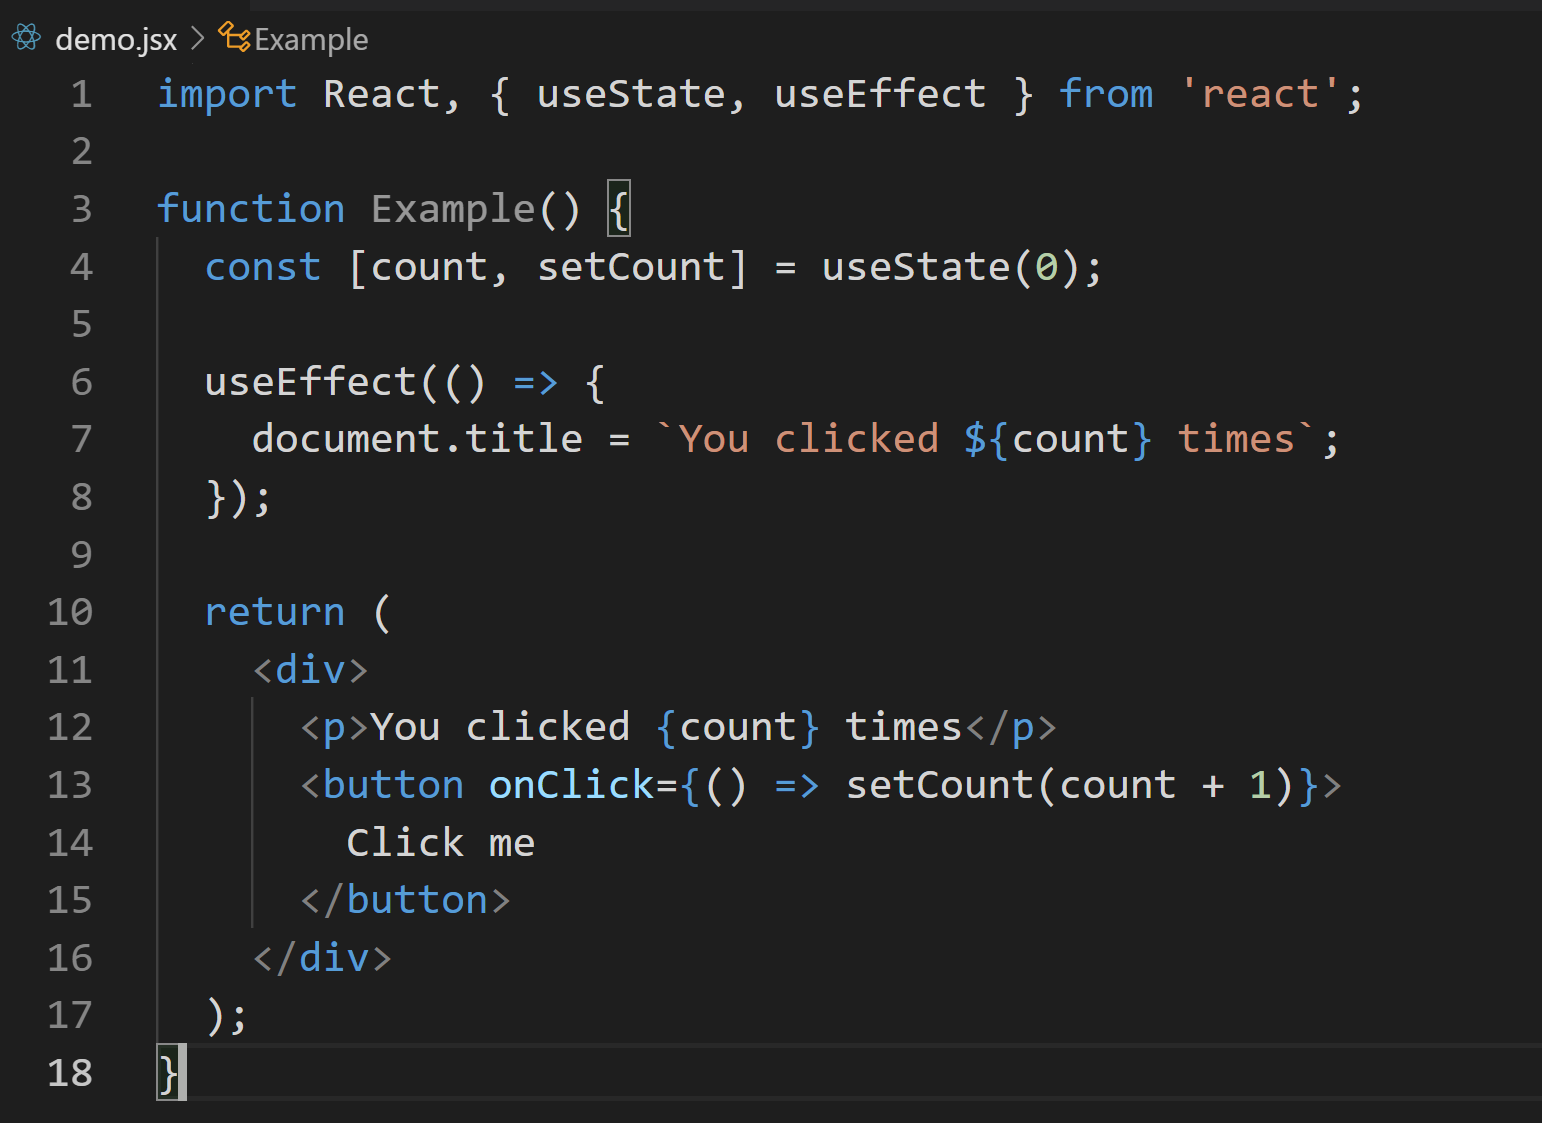 demo.jsx > Example
1 import React, { useState, useEffect } from 'react';
2
3 function Example() {
4   const [count, setCount] = useState(0);
5
6   useEffect(() => {
7     document.title = `You clicked ${count} times`;
8   });
9
10   return (
11     <div>
12       <p>You clicked {count} times</p>
13       <button onClick={() => setCount(count + 1)}>
14         Click me
15       </button>
16     </div>
17   );
18 }